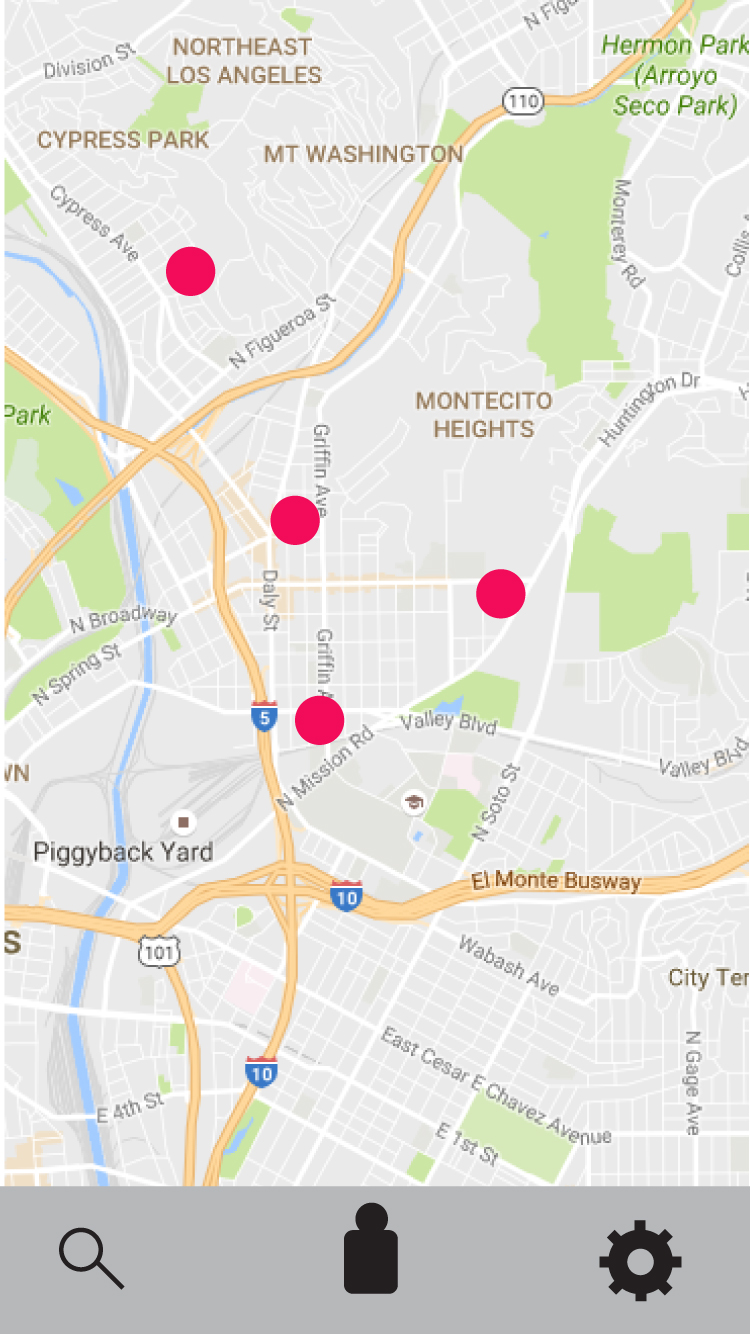 N Figu
Hermon Park
(Arroyo
Seco Park)
NORTHEAST
LOS ANGELES
Division St
110
CYPRESS PARK
MT WASHINGTON
Cypress Ave
Monterey Rd
Collis A
N Figueroa St
Huntington Dr
H
Park
MONTECITO
HEIGHTS
Griffin Ave
Daly St
N Broadway
Griffin A
N Spring St
5
Valley Blvd
Valley Blvd
WN
N Mission Rd
N Soto St
Piggyback Yard
El Monte Busway
10
S
101
Wabash Ave
City Ter
East Cesar E Chavez Avenue
N Gage Ave
10
E 4th St
E 1st St